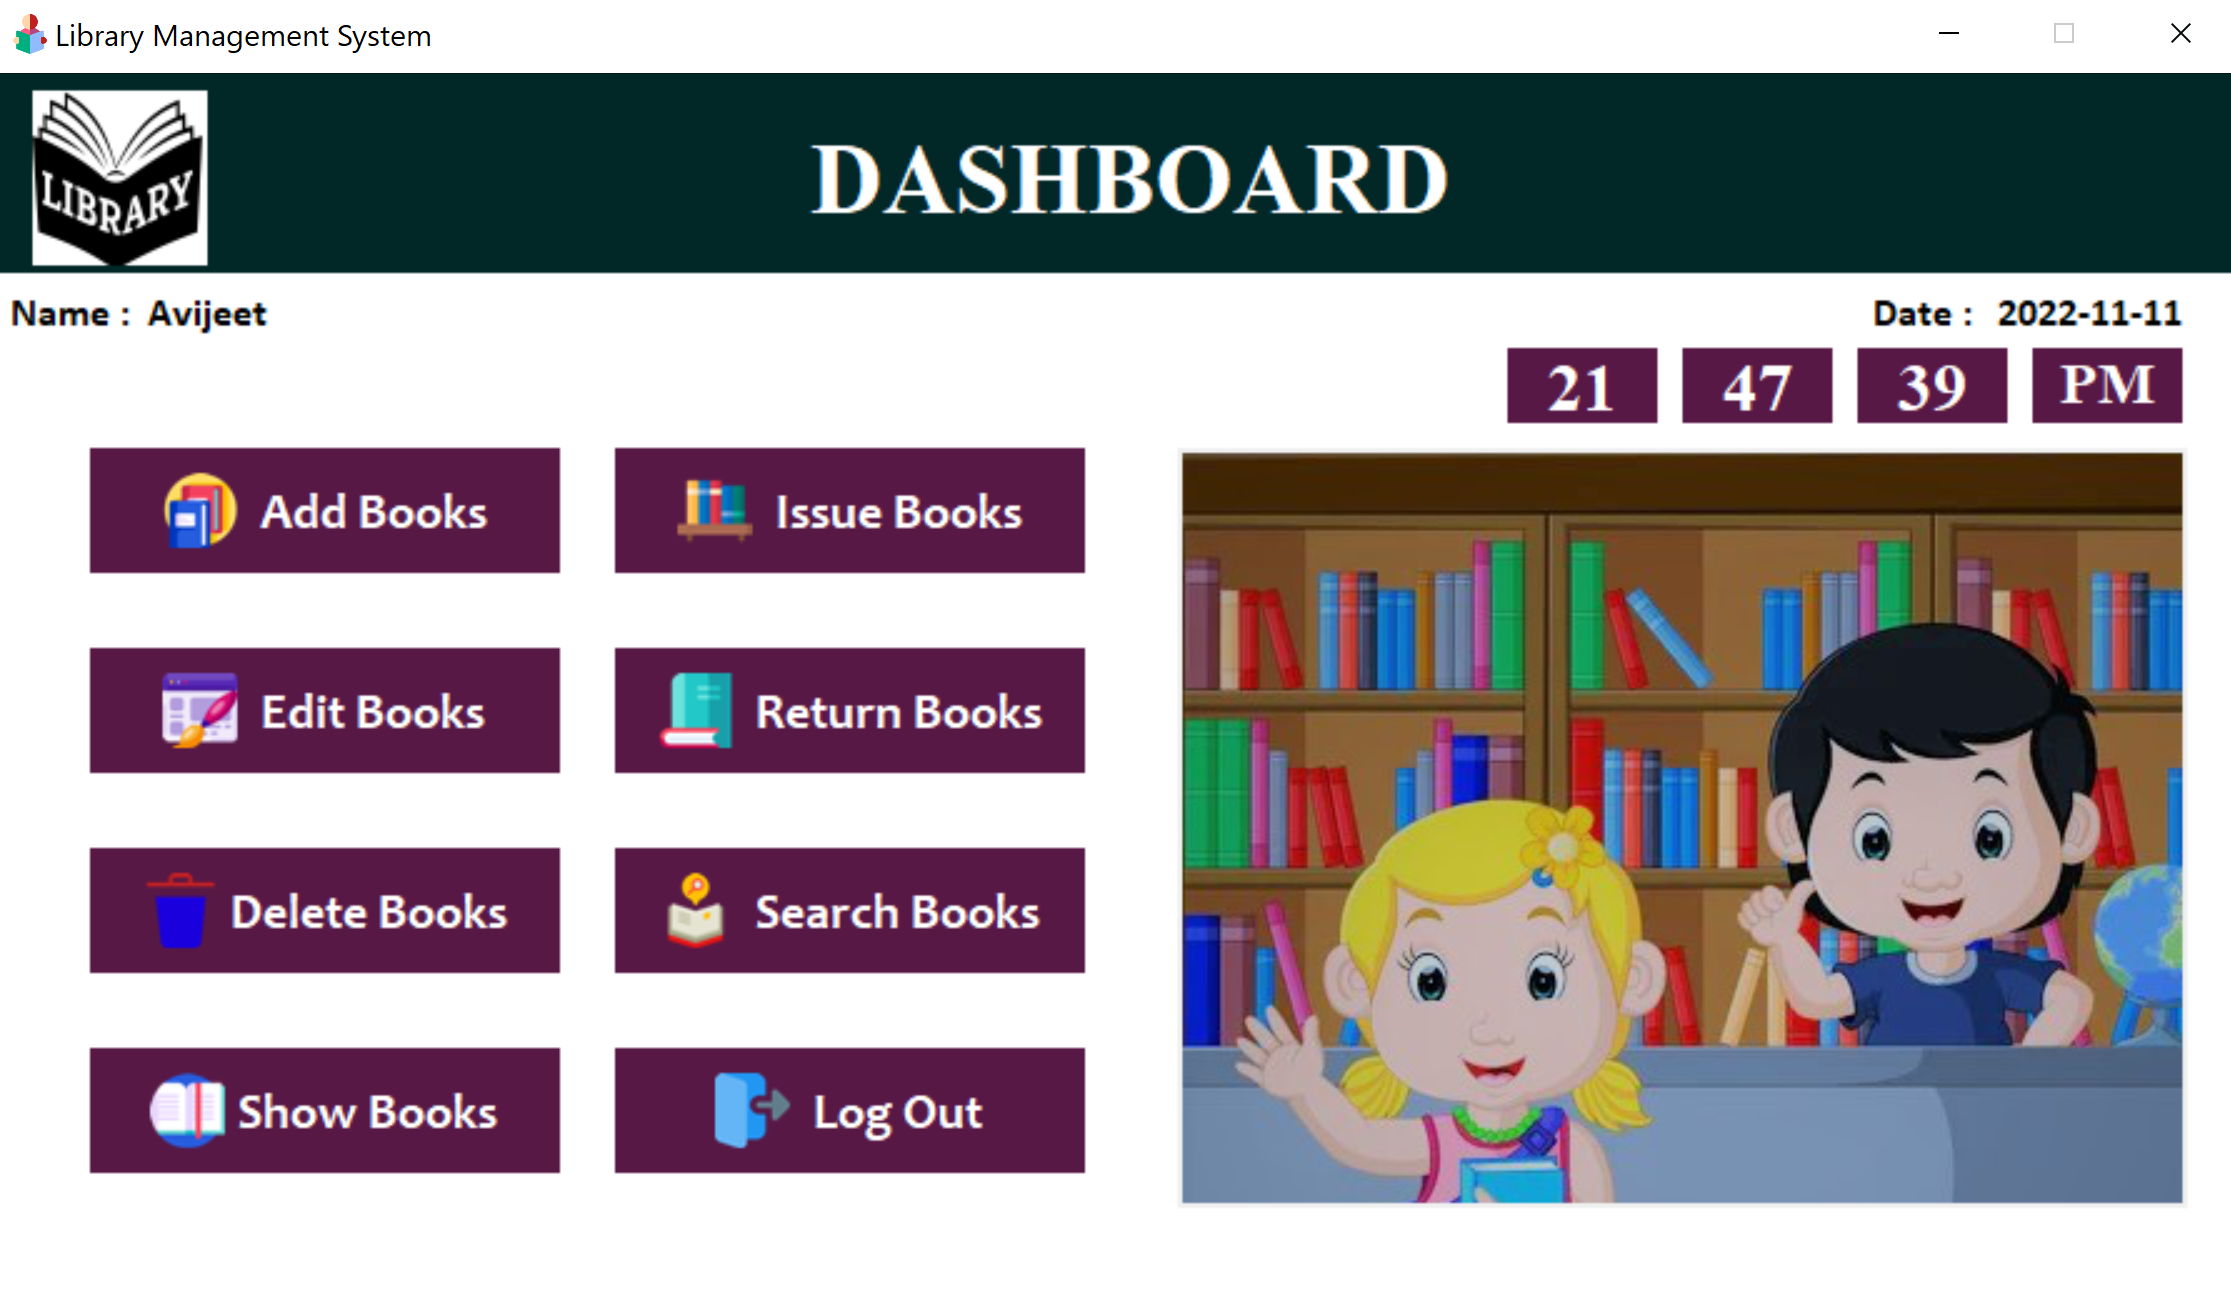 Library Management System
LIBRARY
DASHBOARD
Name : Avijeet
Date : 2022-11-11
21 47 39 PM
Add Books
Issue Books
Edit Books
Return Books
Delete Books
Search Books
Show Books
Log Out